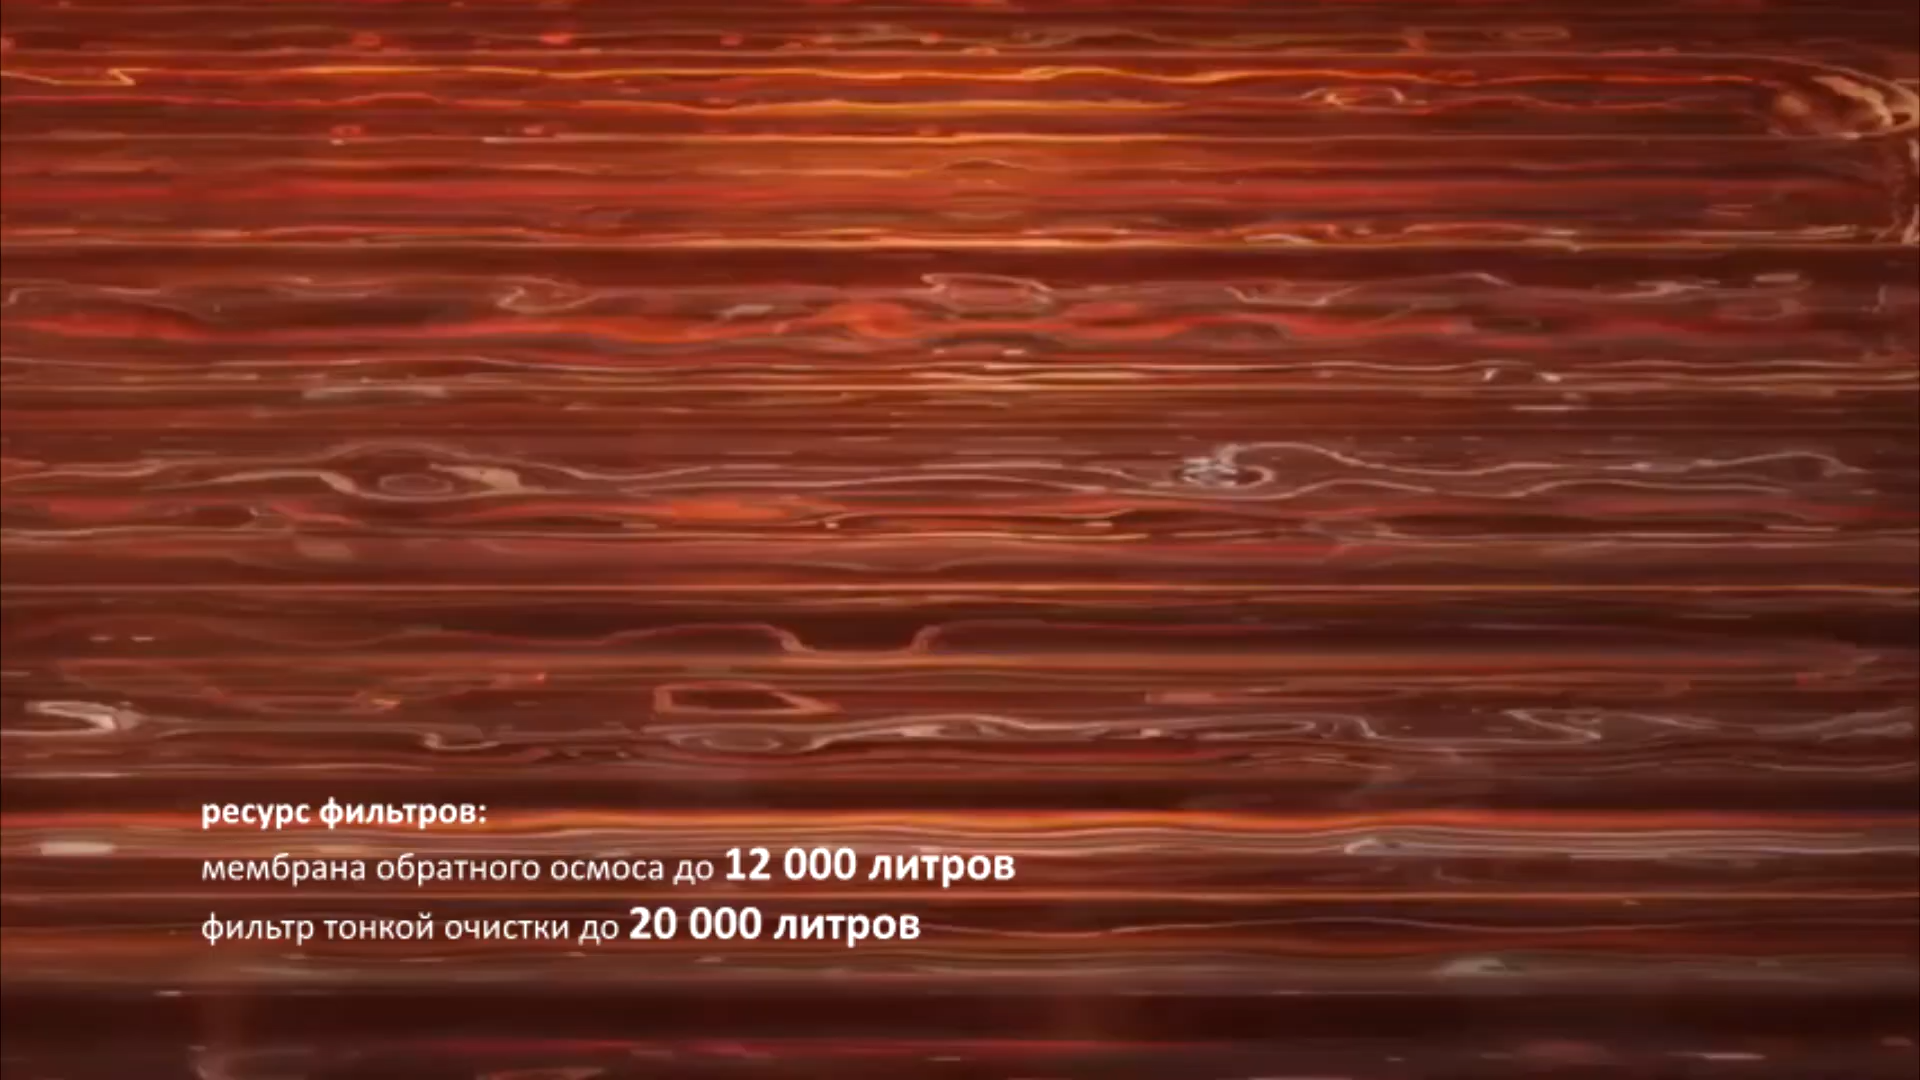 ресурс фильтров:
мембрана обратного осмоса до 12 000 литров
фильтр тонкой очистки до 20 000 литров